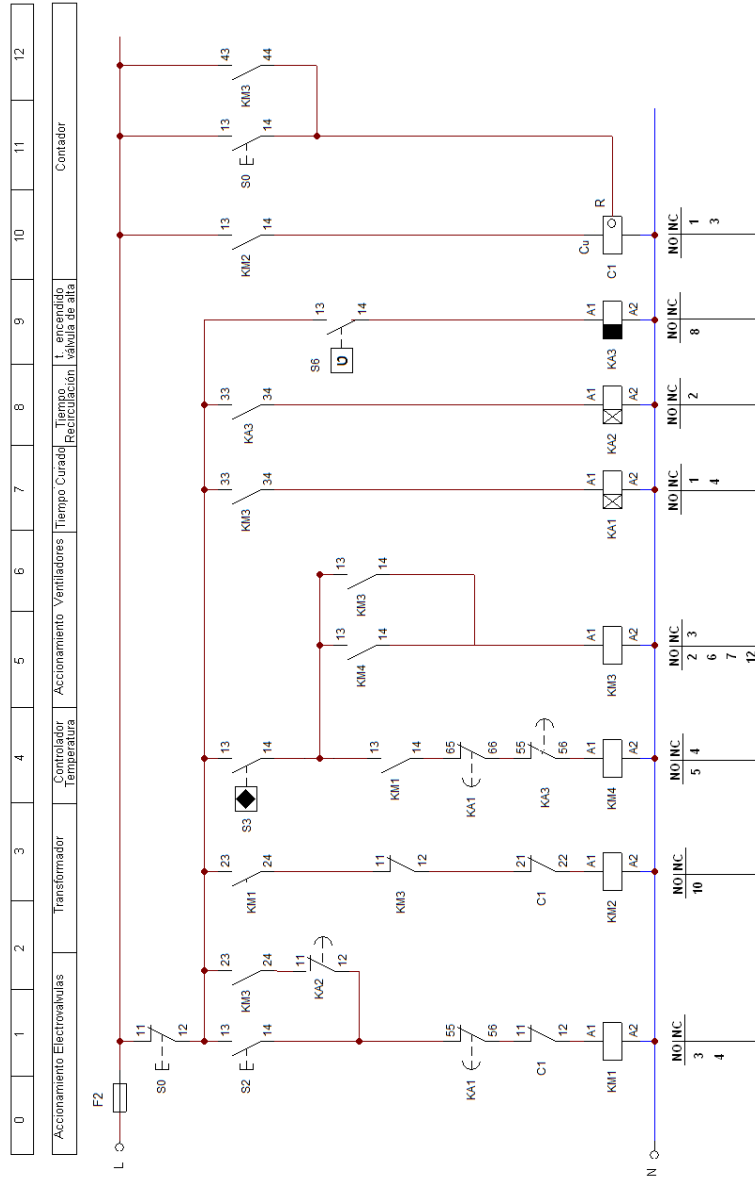 0 1 2 3 4 5 6 7 8 9 10 11 12
Accionamiento Electrovalvulas
Transformador
Controlador
Temperatura
Accionamiento Ventiladores
Tiempo Curado
Tiempo
Recirculación
t. encendido
válvula de alta
Contador
L
F2
11
12
S0
13
14
S2
23
24
KM3
11
12
KA2
55
56
KA1
11
12
C1
A1
A2
KM1
23
24
KM1
11
12
KM3
21
22
C1
A1
A2
KM2
13
14
S3
13
14
KM1
65
66
KA1
55
56
KA3
A1
A2
KM4
13
14
KM4
13
14
KM3
A1
A2
KM3
33
34
KM3
A1
A2
KA1
33
34
KA3
A1
A2
KA2
13
14
S6
A1
A2
KA3
13
14
KM2
Cu
R
C1
13
14
S0
43
44
KM3
N
NO NC
3
4
NO NC
10
NO NC
5 4
NO NC
2 3
6
7
12
NO NC
1
4
NO NC
2
NO NC
8
NO NC
1
3